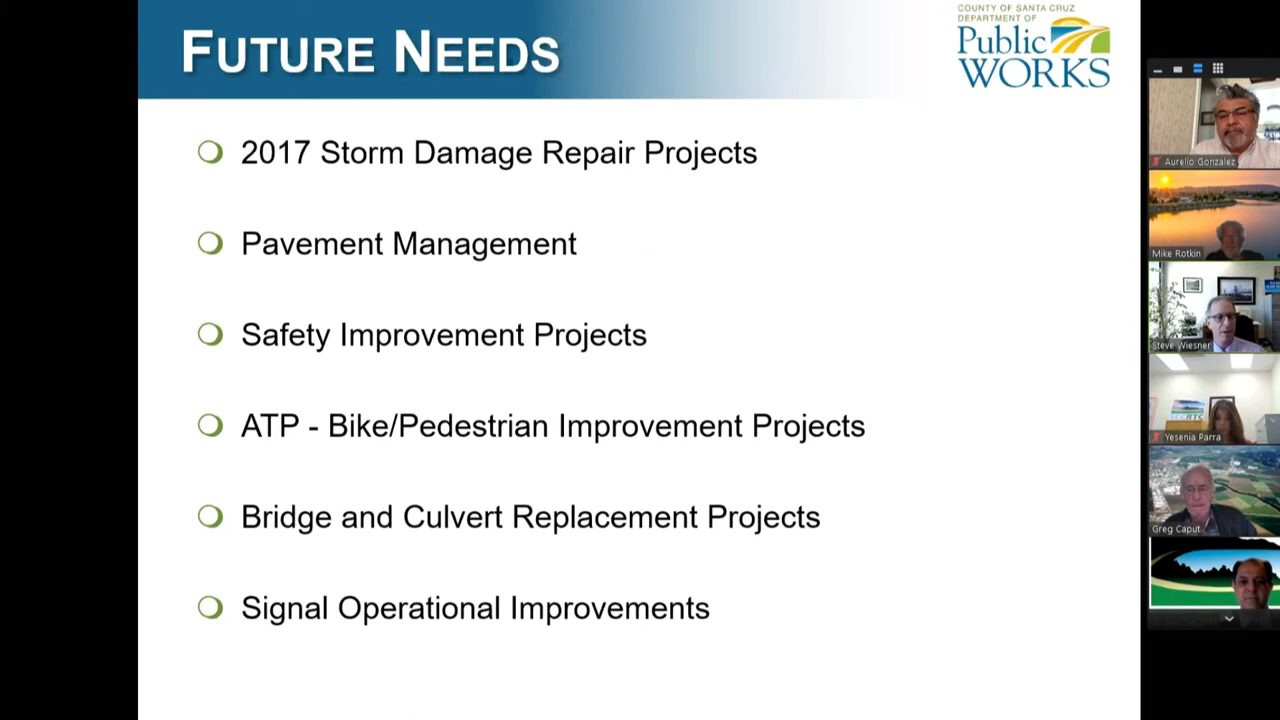 FUTURE NEEDS
COUNTY OF SANTA CRUZ
DEPARTMENT OF
Public
WORKS
2017 Storm Damage Repair Projects
Pavement Management
Safety Improvement Projects
ATP - Bike/Pedestrian Improvement Projects
Bridge and Culvert Replacement Projects
Signal Operational Improvements
Aurelio Gonzalez
Mike Rotkin
Steve Wiesner
Yesenia Parra
Greg Caput